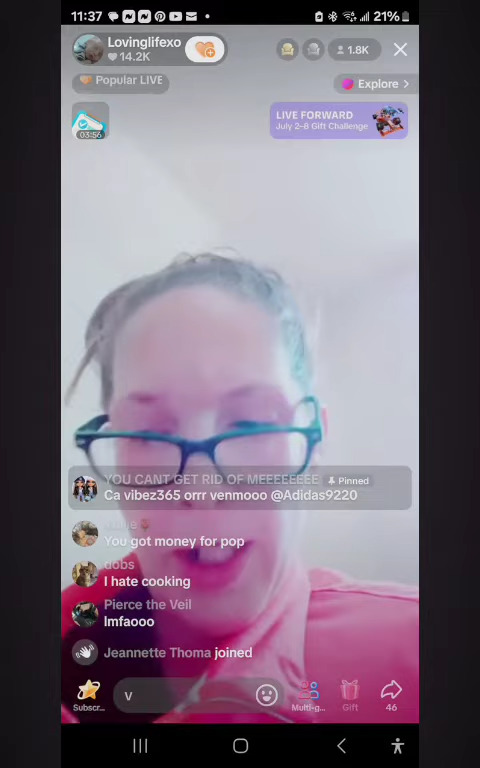 11:37
21%
Lovinglifexo
14.2K
1.8K
Popular LIVE
Explore >
03:56
LIVE FORWARD
July 2–6 Gift Challenge
YOU CANT GET RID OF MEEEEEEEE Pinned
Ca vibez365 orrr venmooo @Adidas9220
You got money for pop
dobs
I hate cooking
Pierce the Veil
lmfaooo
Jeannette Thoma joined
V
Subscr...
Multi-g...
Gift
46